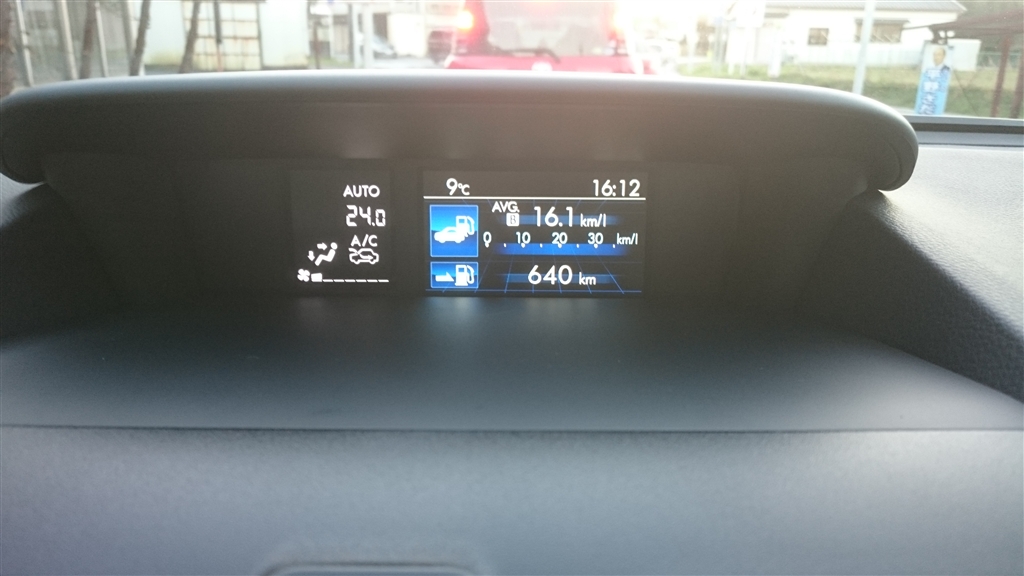 AUTO
24.0
A/C
9℃ 16:12
AVG. B 16.1 km/l
0 10 20 30 km/l
640 km